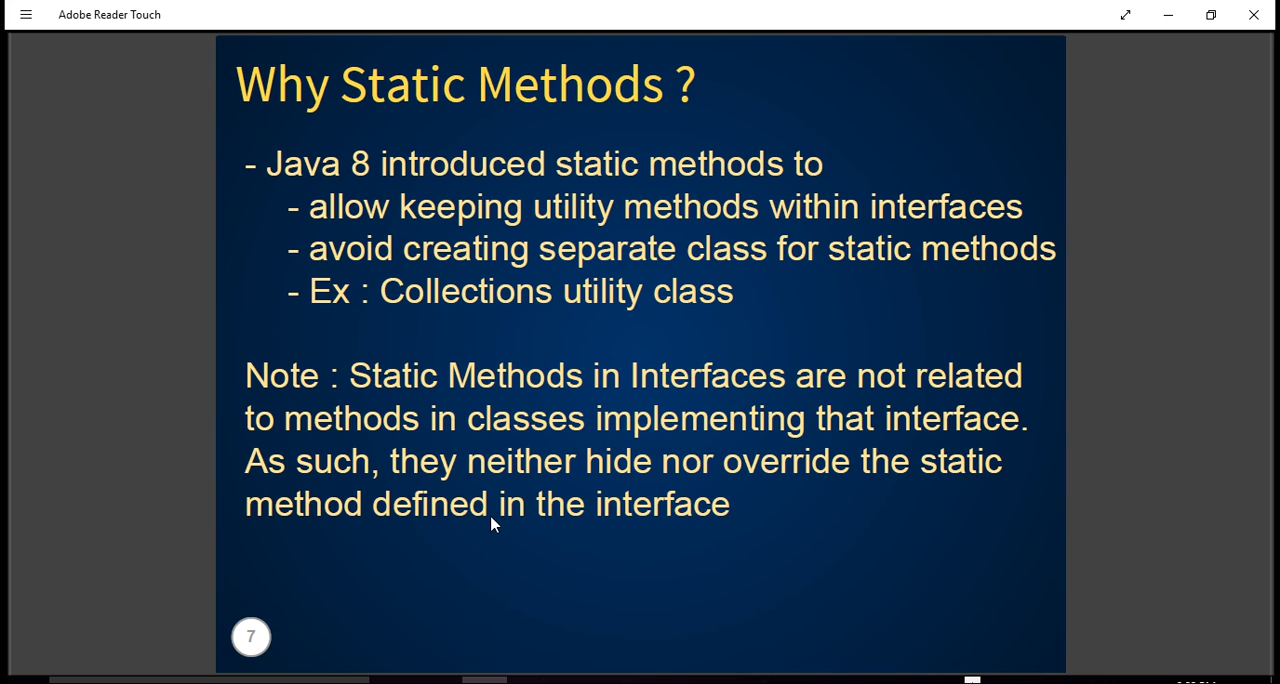 Adobe Reader Touch
Why Static Methods ?
- Java 8 introduced static methods to
- allow keeping utility methods within interfaces
- avoid creating separate class for static methods
- Ex : Collections utility class
Note : Static Methods in Interfaces are not related
to methods in classes implementing that interface.
As such, they neither hide nor override the static
method defined in the interface
7